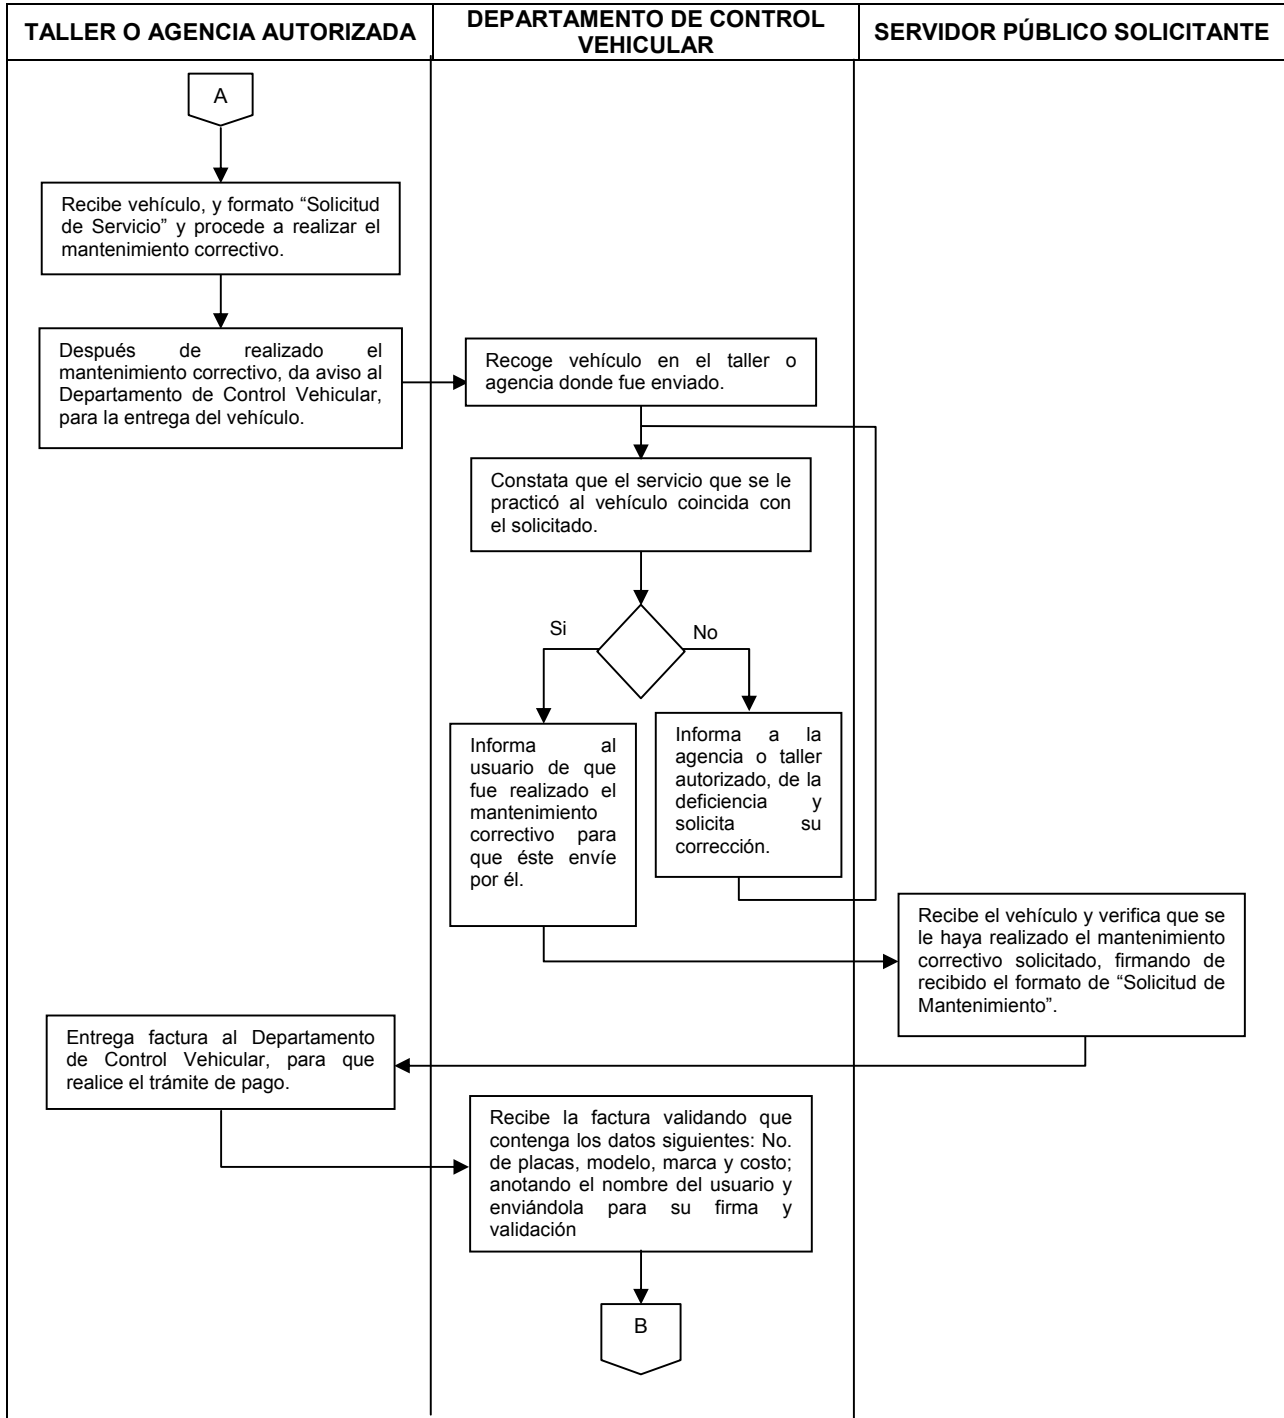 TALLER O AGENCIA AUTORIZADA
DEPARTAMENTO DE CONTROL
VEHICULAR
SERVIDOR PÚBLICO SOLICITANTE
A
Recibe vehículo, y formato “Solicitud
de Servicio” y procede a realizar el
mantenimiento correctivo.
Después de realizado el
mantenimiento correctivo, da aviso al
Departamento de Control Vehicular,
para la entrega del vehículo.
Recoge vehículo en el taller o
agencia donde fue enviado.
Constata que el servicio que se le
practicó al vehículo coincida con
el solicitado.
Si
No
Informa al
usuario de que
fue realizado el
mantenimiento
correctivo para
que éste envíe
por él.
Informa a la
agencia o taller
autorizado, de la
deficiencia y
solicita su
corrección.
Recibe el vehículo y verifica que se
le haya realizado el mantenimiento
correctivo solicitado, firmando de
recibido el formato de “Solicitud de
Mantenimiento”.
Entrega factura al Departamento
de Control Vehicular, para que
realice el trámite de pago.
Recibe la factura validando que
contenga los datos siguientes: No.
de placas, modelo, marca y costo;
anotando el nombre del usuario y
enviándola para su firma y
validación
B